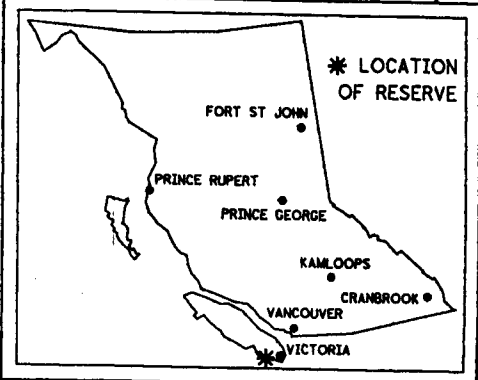 * LOCATION
OF RESERVE
FORT ST JOHN
PRINCE RUPERT
PRINCE GEORGE
KAMLOOPS
CRANBROOK
VANCOUVER
VICTORIA